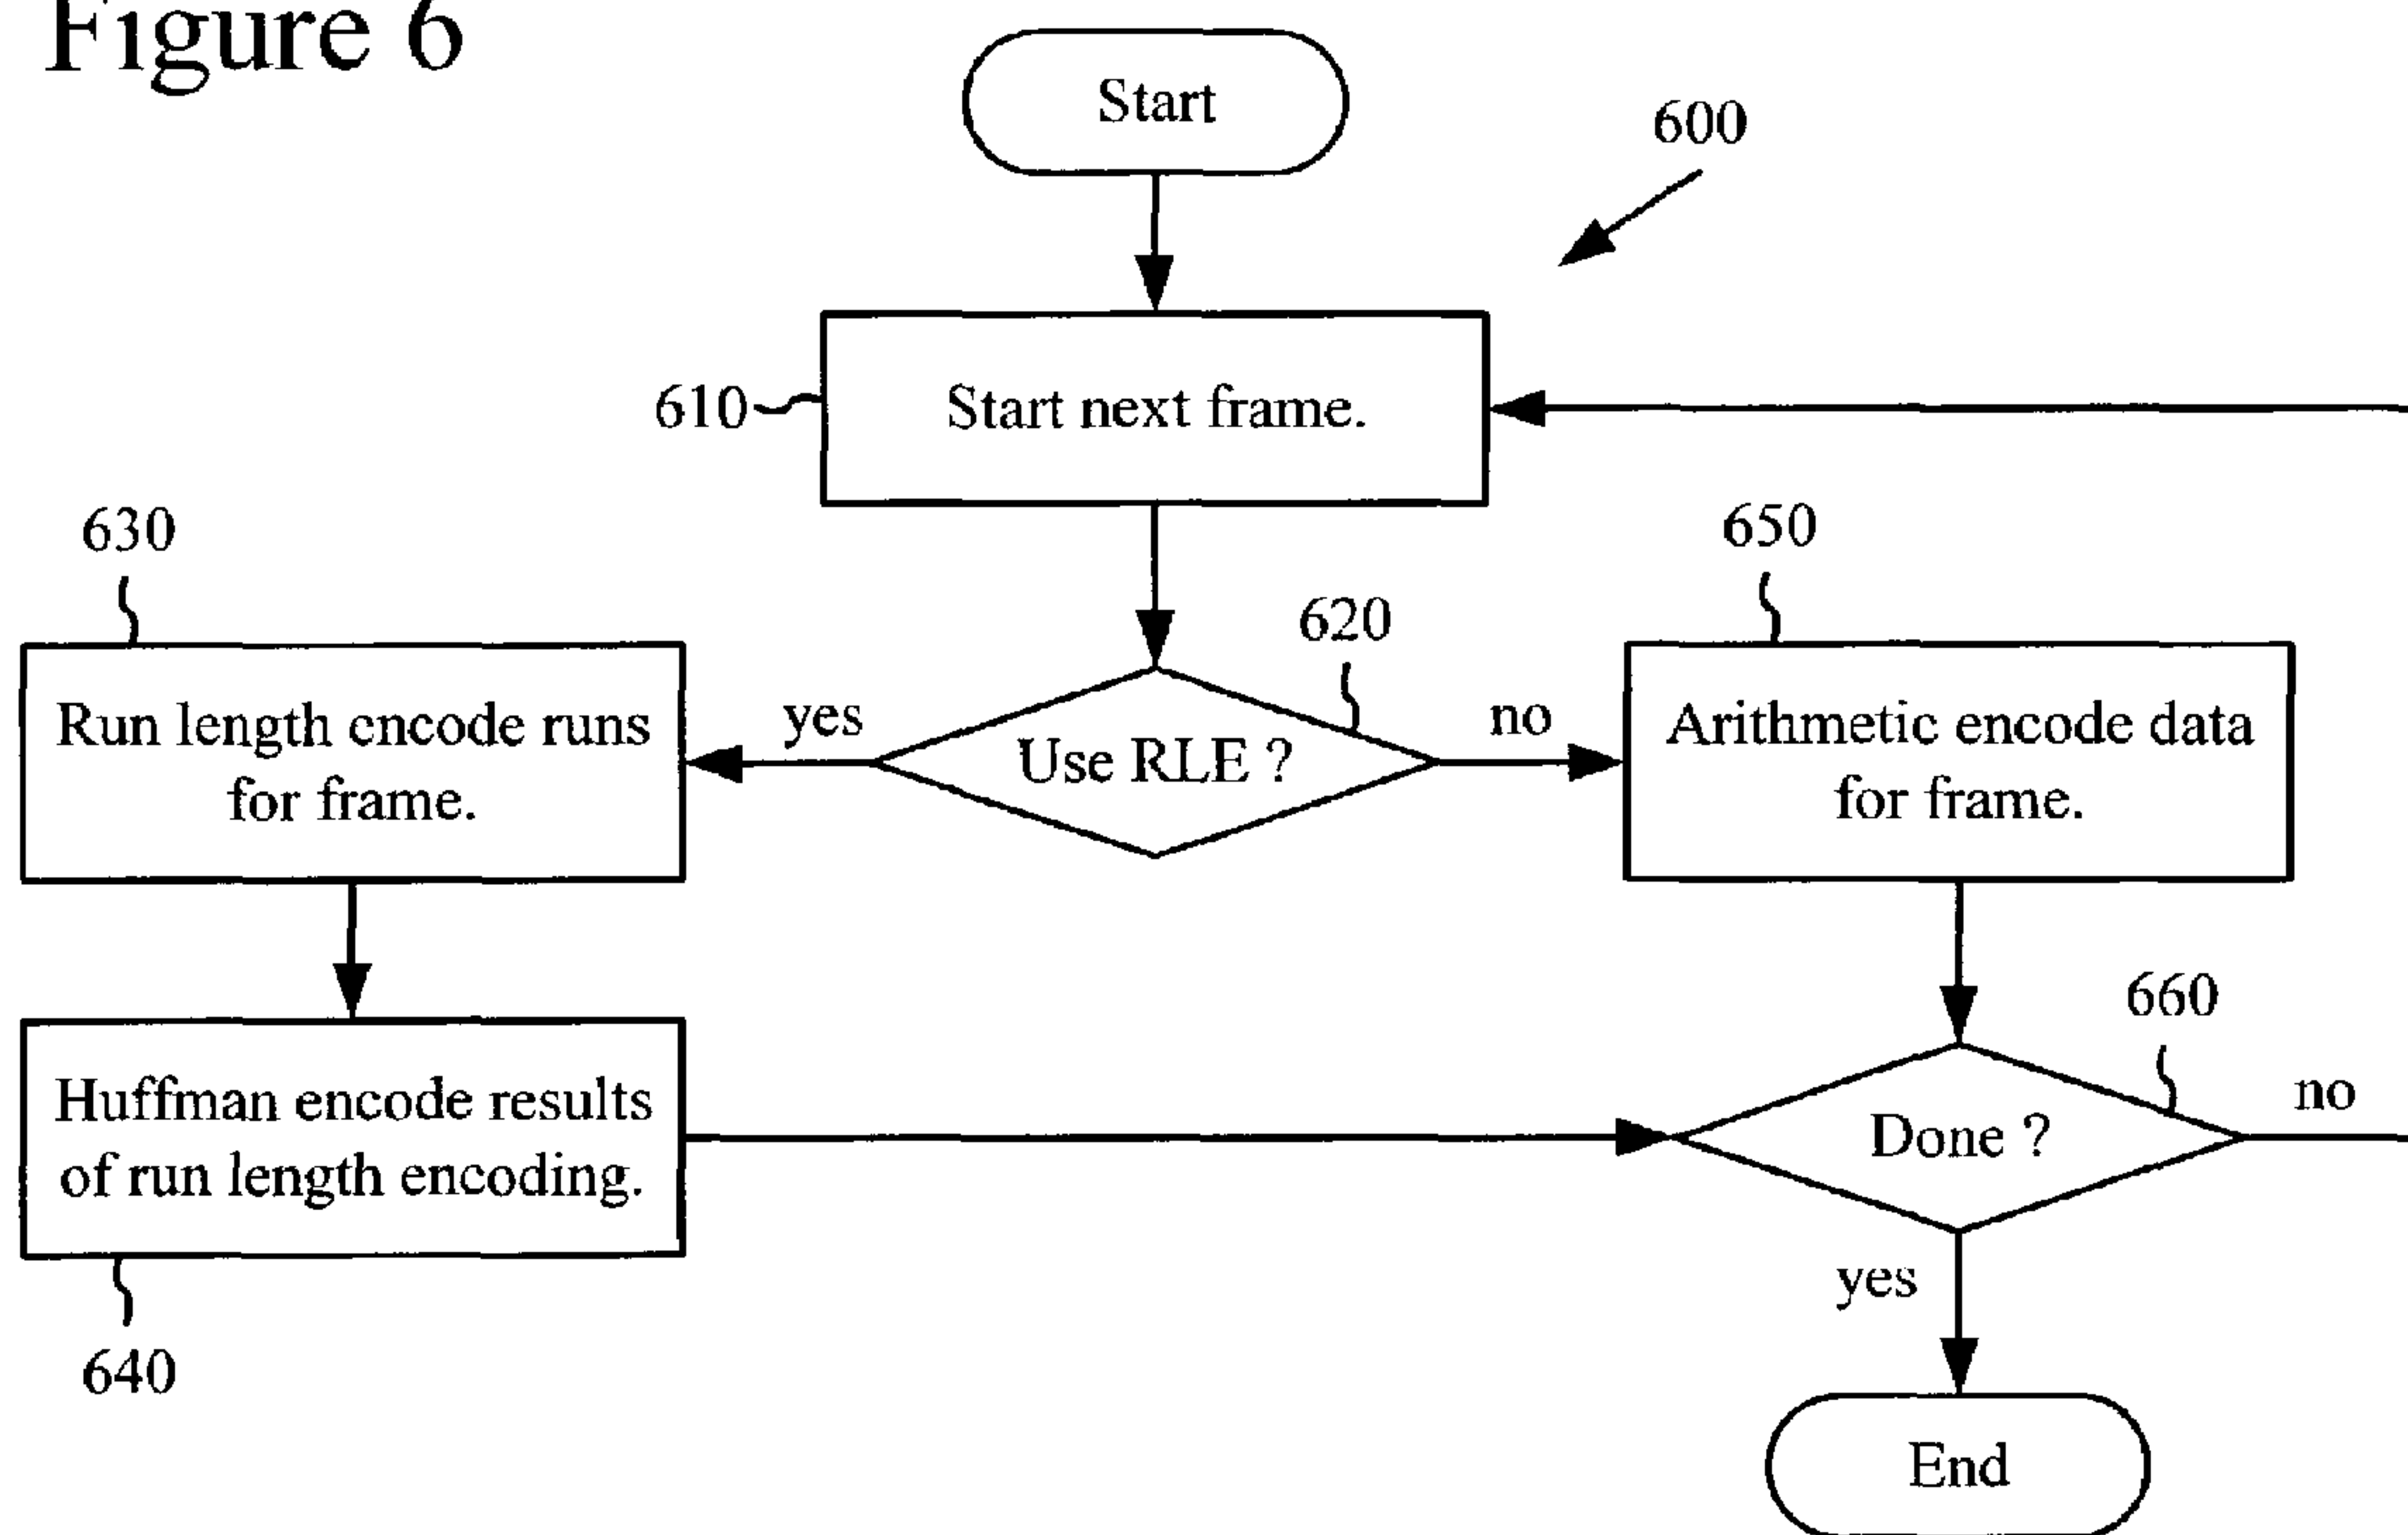 Figure 6
Start
600
610
Start next frame.
630
650
620
Run length encode runs
for frame.
yes
Use RLE ?
no
Arithmetic encode data
for frame.
660
Huffman encode results
of run length encoding.
Done ?
no
yes
640
End